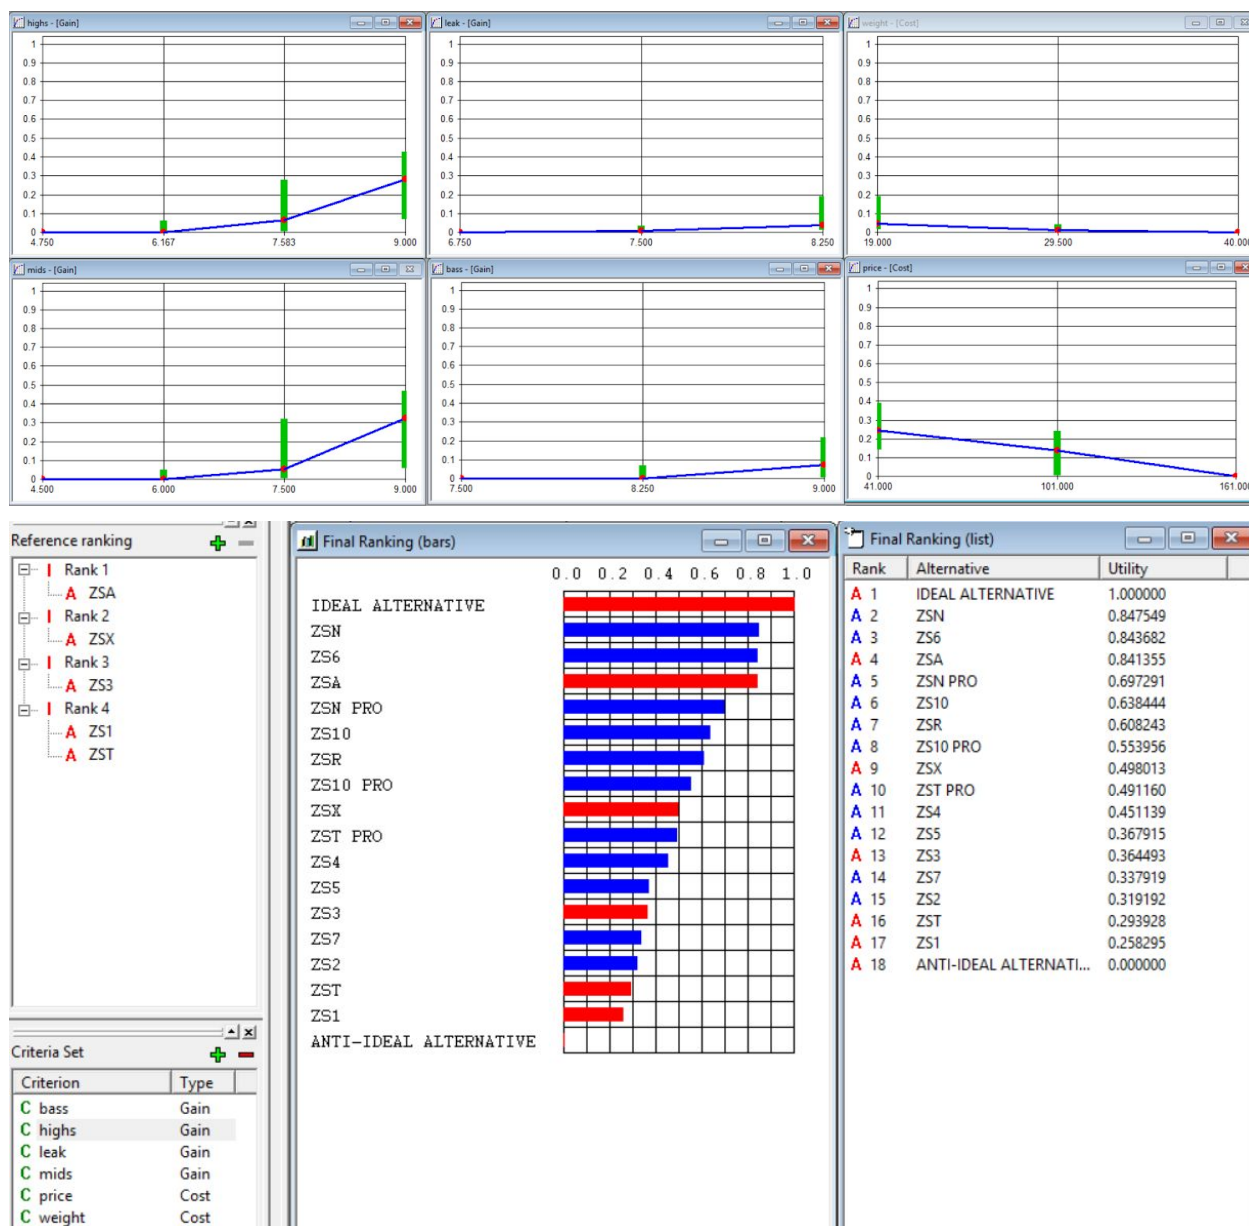 highs - [Gain]
1
0.9
0.8
0.7
0.6
0.5
0.4
0.3
0.2
0.1
0
4.750 6.167 7.583 9.000
leak - [Gain]
1
0.9
0.8
0.7
0.6
0.5
0.4
0.3
0.2
0.1
0
6.750 7.500 8.250
weight - [Cost]
1
0.9
0.8
0.7
0.6
0.5
0.4
0.3
0.2
0.1
0
19.000 29.500 40.000
mids - [Gain]
1
0.9
0.8
0.7
0.6
0.5
0.4
0.3
0.2
0.1
0
4.500 6.000 7.500 9.000
bass - [Gain]
1
0.9
0.8
0.7
0.6
0.5
0.4
0.3
0.2
0.1
0
7.500 8.250 9.000
price - [Cost]
1
0.9
0.8
0.7
0.6
0.5
0.4
0.3
0.2
0.1
0
41.000 101.000 161.000
Reference ranking
Rank 1
A ZSA
Rank 2
A ZSX
Rank 3
A ZS3
Rank 4
A ZS1
A ZST
Criteria Set
Criterion Type
C bass Gain
C highs Gain
C leak Gain
C mids Gain
C price Cost
C weight Cost
Final Ranking (bars)
0.0 0.2 0.4 0.6 0.8 1.0
IDEAL ALTERNATIVE
ZSN
ZS6
ZSA
ZSN PRO
ZS10
ZSR
ZS10 PRO
ZSX
ZST PRO
ZS4
ZS5
ZS3
ZS7
ZS2
ZST
ZS1
ANTI-IDEAL ALTERNATIVE
Final Ranking (list)
Rank Alternative Utility
A 1 IDEAL ALTERNATIVE 1.000000
A 2 ZSN 0.847549
A 3 ZS6 0.843682
A 4 ZSA 0.841355
A 5 ZSN PRO 0.697291
A 6 ZS10 0.638444
A 7 ZSR 0.608243
A 8 ZS10 PRO 0.553956
A 9 ZSX 0.498013
A 10 ZST PRO 0.491160
A 11 ZS4 0.451139
A 12 ZS5 0.367915
A 13 ZS3 0.364493
A 14 ZS7 0.337919
A 15 ZS2 0.319192
A 16 ZST 0.293928
A 17 ZS1 0.258295
A 18 ANTI-IDEAL ALTERNATI... 0.000000